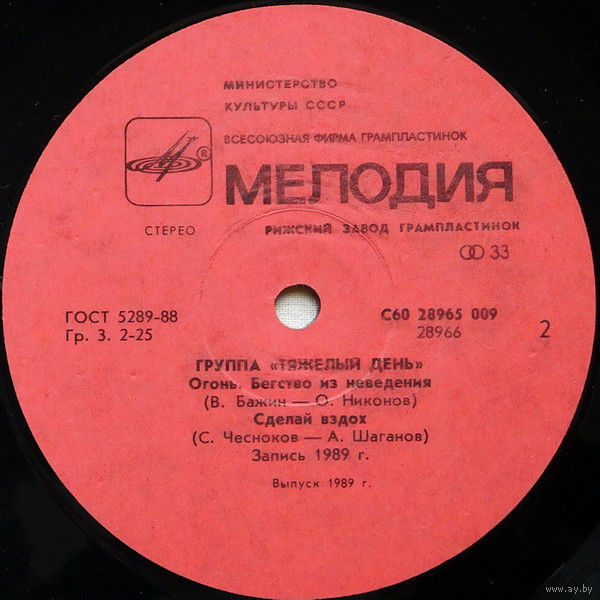 МИНИСТЕРСТВО
КУЛЬТУРЫ СССР
ВСЕСОЮЗНАЯ ФИРМА ГРАМПЛАСТИНОК
®
МЕЛОДИЯ
СТЕРЕО
РИЖСКИЙ ЗАВОД ГРАМПЛАСТИНОК
33
ГОСТ 5289-88
Гр. 3. 2-25
С60 28965 009
28966
2
ГРУППА «ТЯЖЕЛЫЙ ДЕНЬ»
Огонь. Бегство из неведения
(В. Бажин — О. Никонов)
Сделай вздох
(С. Чесноков — А. Шаганов)
Запись 1989 г.
Выпуск 1989 г.
www.ay.by